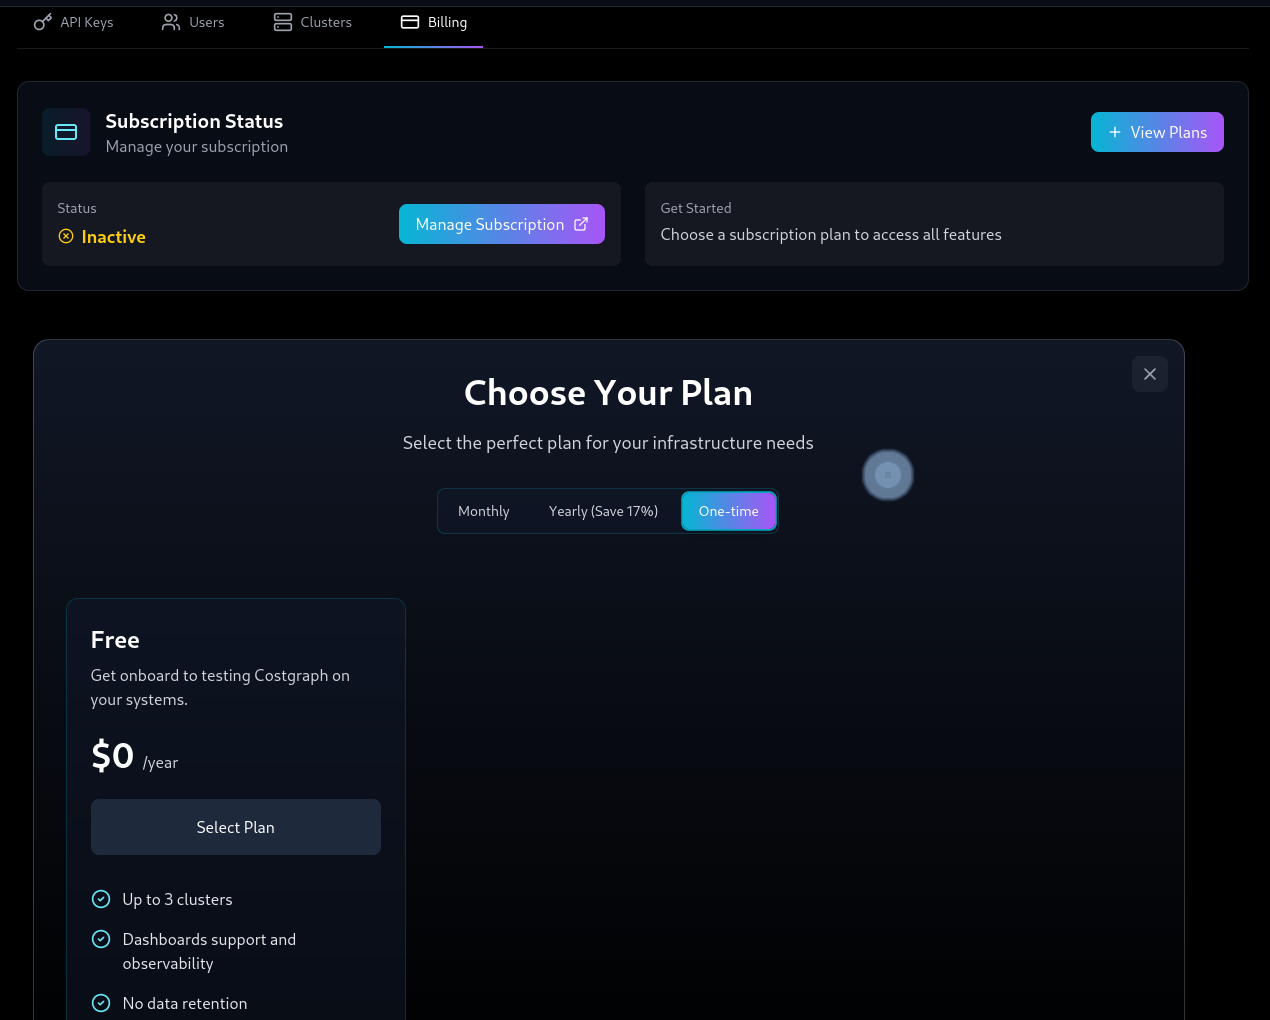 API Keys
Users
Clusters
Billing
Subscription Status
Manage your subscription
View Plans
Status
Inactive
Manage Subscription
Get Started
Choose a subscription plan to access all features
Choose Your Plan
Select the perfect plan for your infrastructure needs
Monthly
Yearly (Save 17%)
One-time
Free
Get onboard to testing Costgraph on
your systems.
$0 /year
Select Plan
Up to 3 clusters
Dashboards support and
observability
No data retention